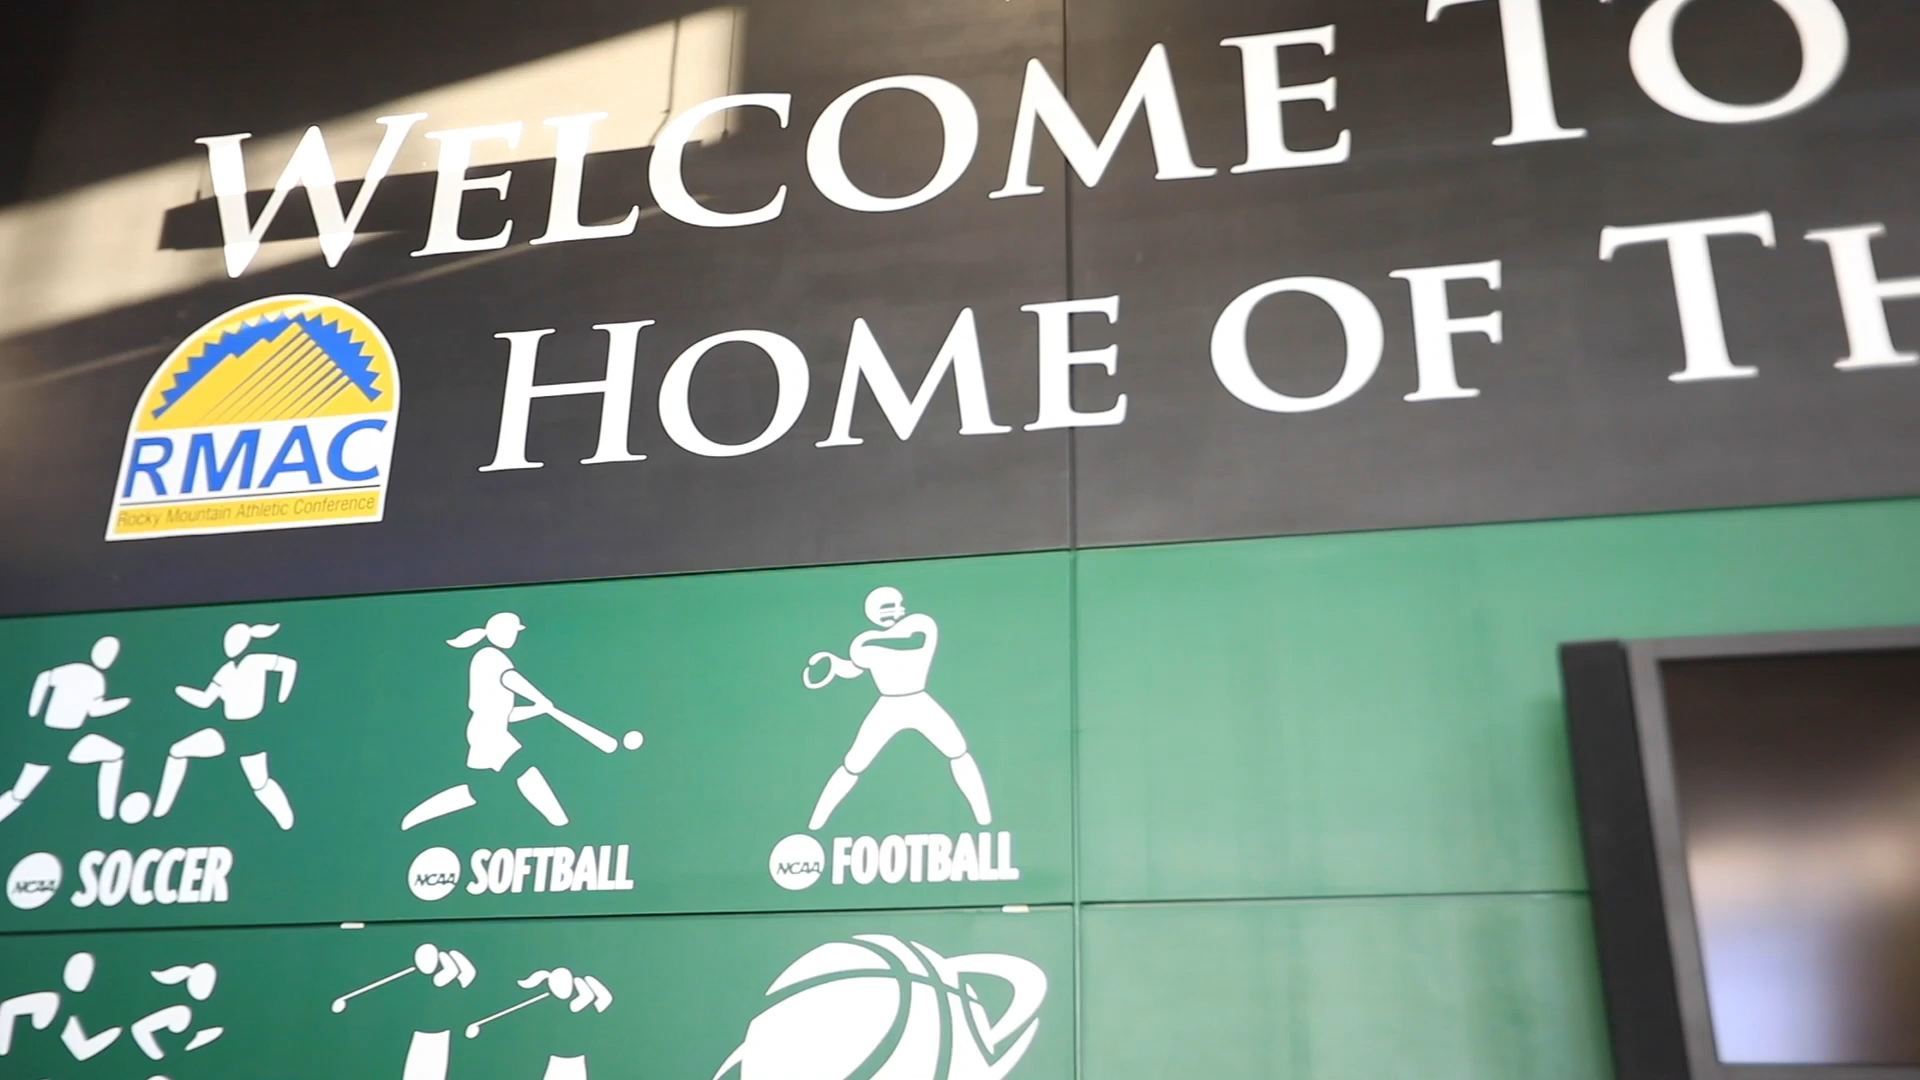 WELCOME TO
HOME OF TH
RMAC
Rocky Mountain Athletic Conference
NCAA SOCCER
NCAA SOFTBALL
NCAA FOOTBALL